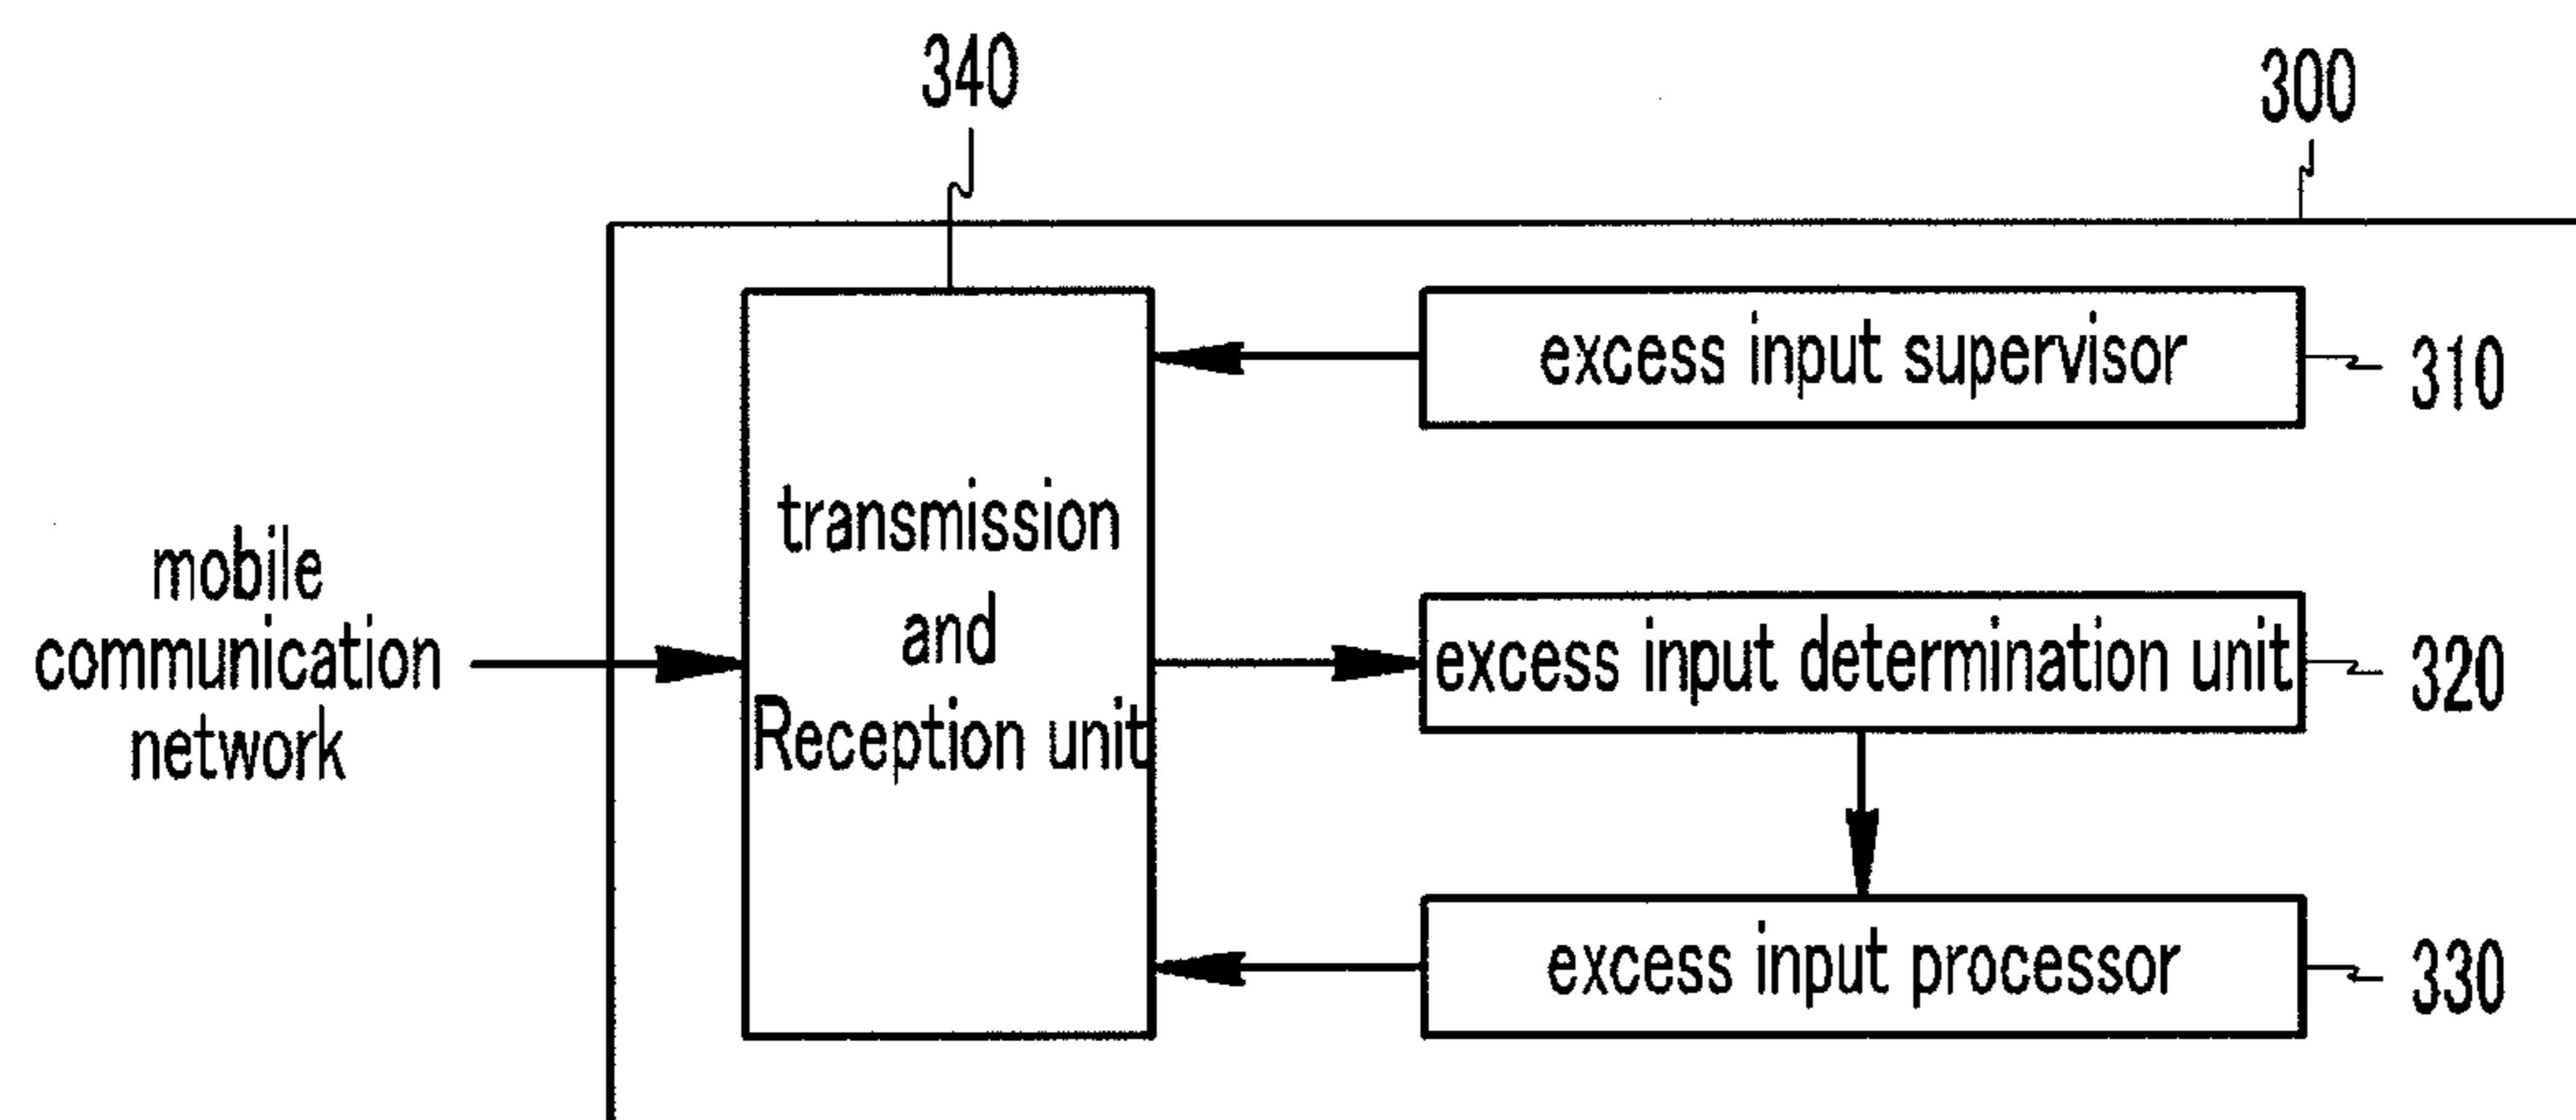 340
300
excess input supervisor
310
transmission
and
Reception unit
mobile
communication
network
excess input determination unit
320
excess input processor
330